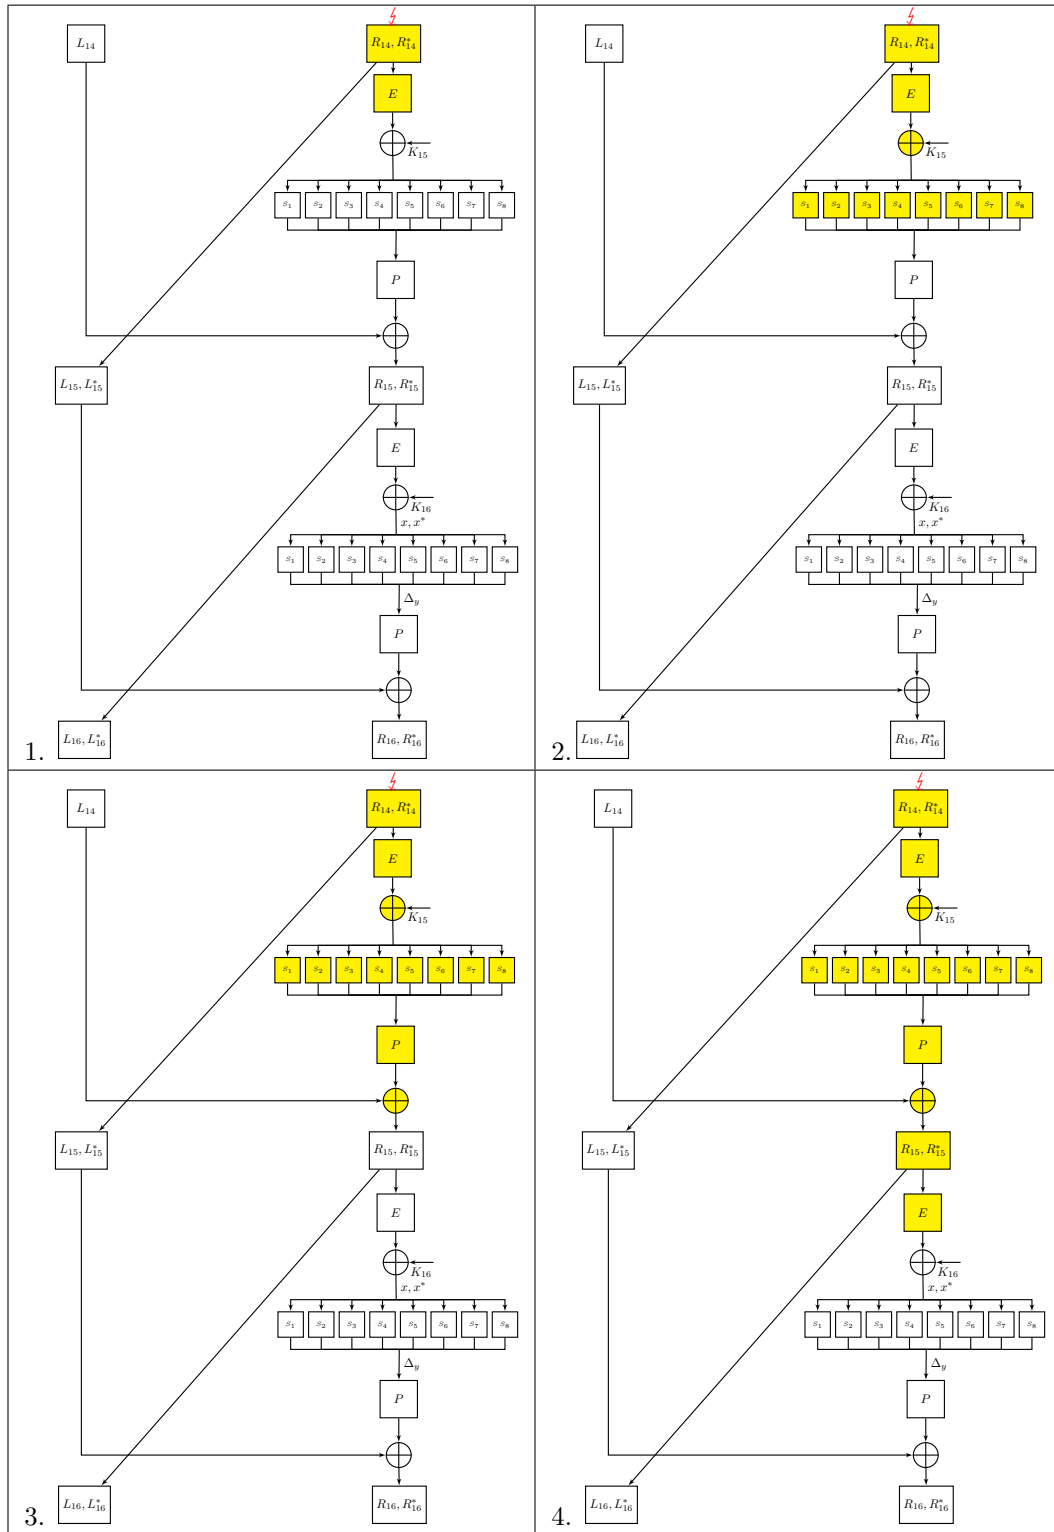 L₁₄ R₁₄, R*₁₄
E
K₁₅
S₁ S₂ S₃ S₄ S₅ S₆ S₇ S₈
P
L₁₅, L*₁₅ R₁₅, R*₁₅
E
K₁₆
x, x*
S₁ S₂ S₃ S₄ S₅ S₆ S₇ S₈
Δy
P
1. L₁₆, L*₁₆ R₁₆, R*₁₆
L₁₄ R₁₄, R*₁₄
E
K₁₅
S₁ S₂ S₃ S₄ S₅ S₆ S₇ S₈
P
L₁₅, L*₁₅ R₁₅, R*₁₅
E
K₁₆
x, x*
S₁ S₂ S₃ S₄ S₅ S₆ S₇ S₈
Δy
P
2. L₁₆, L*₁₆ R₁₆, R*₁₆
L₁₄ R₁₄, R*₁₄
E
K₁₅
S₁ S₂ S₃ S₄ S₅ S₆ S₇ S₈
P
L₁₅, L*₁₅ R₁₅, R*₁₅
E
K₁₆
x, x*
S₁ S₂ S₃ S₄ S₅ S₆ S₇ S₈
Δy
P
3. L₁₆, L*₁₆ R₁₆, R*₁₆
L₁₄ R₁₄, R*₁₄
E
K₁₅
S₁ S₂ S₃ S₄ S₅ S₆ S₇ S₈
P
L₁₅, L*₁₅ R₁₅, R*₁₅
E
K₁₆
x, x*
S₁ S₂ S₃ S₄ S₅ S₆ S₇ S₈
Δy
P
4. L₁₆, L*₁₆ R₁₆, R*₁₆